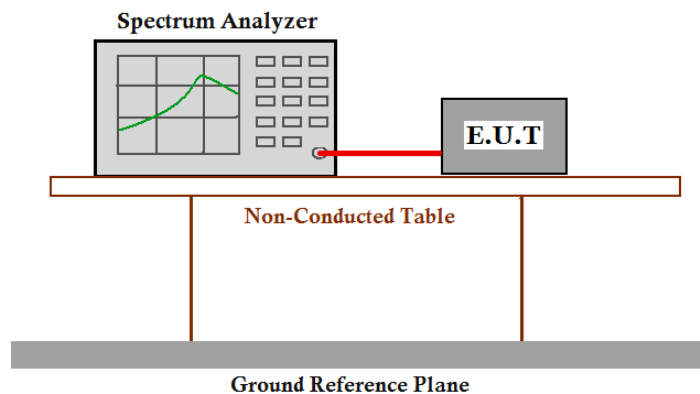 Spectrum Analyzer
E.U.T
Non-Conducted Table
Ground Reference Plane